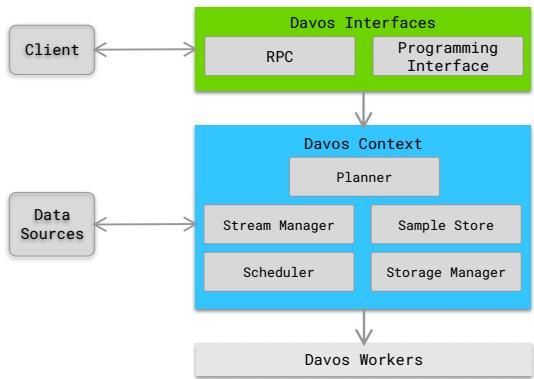 Davos Interfaces
Client
RPC
Programming
Interface
Davos Context
Planner
Data
Sources
Stream Manager
Sample Store
Scheduler
Storage Manager
Davos Workers